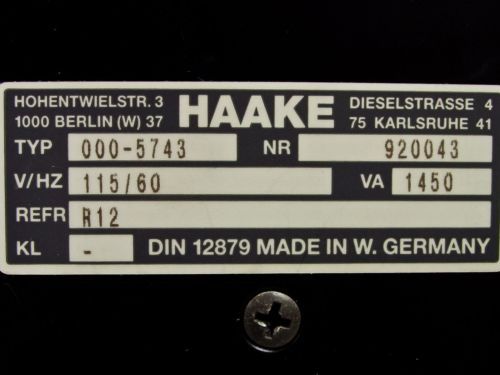 HOHENTWIELSTR. 3 HAAKE DIESELSTRASSE 4
1000 BERLIN (W) 37 75 KARLSRUHE 41
TYP 000-5743 NR 920043
V/HZ 115/60 VA 1450
REFR R12
KL - DIN 12879 MADE IN W. GERMANY